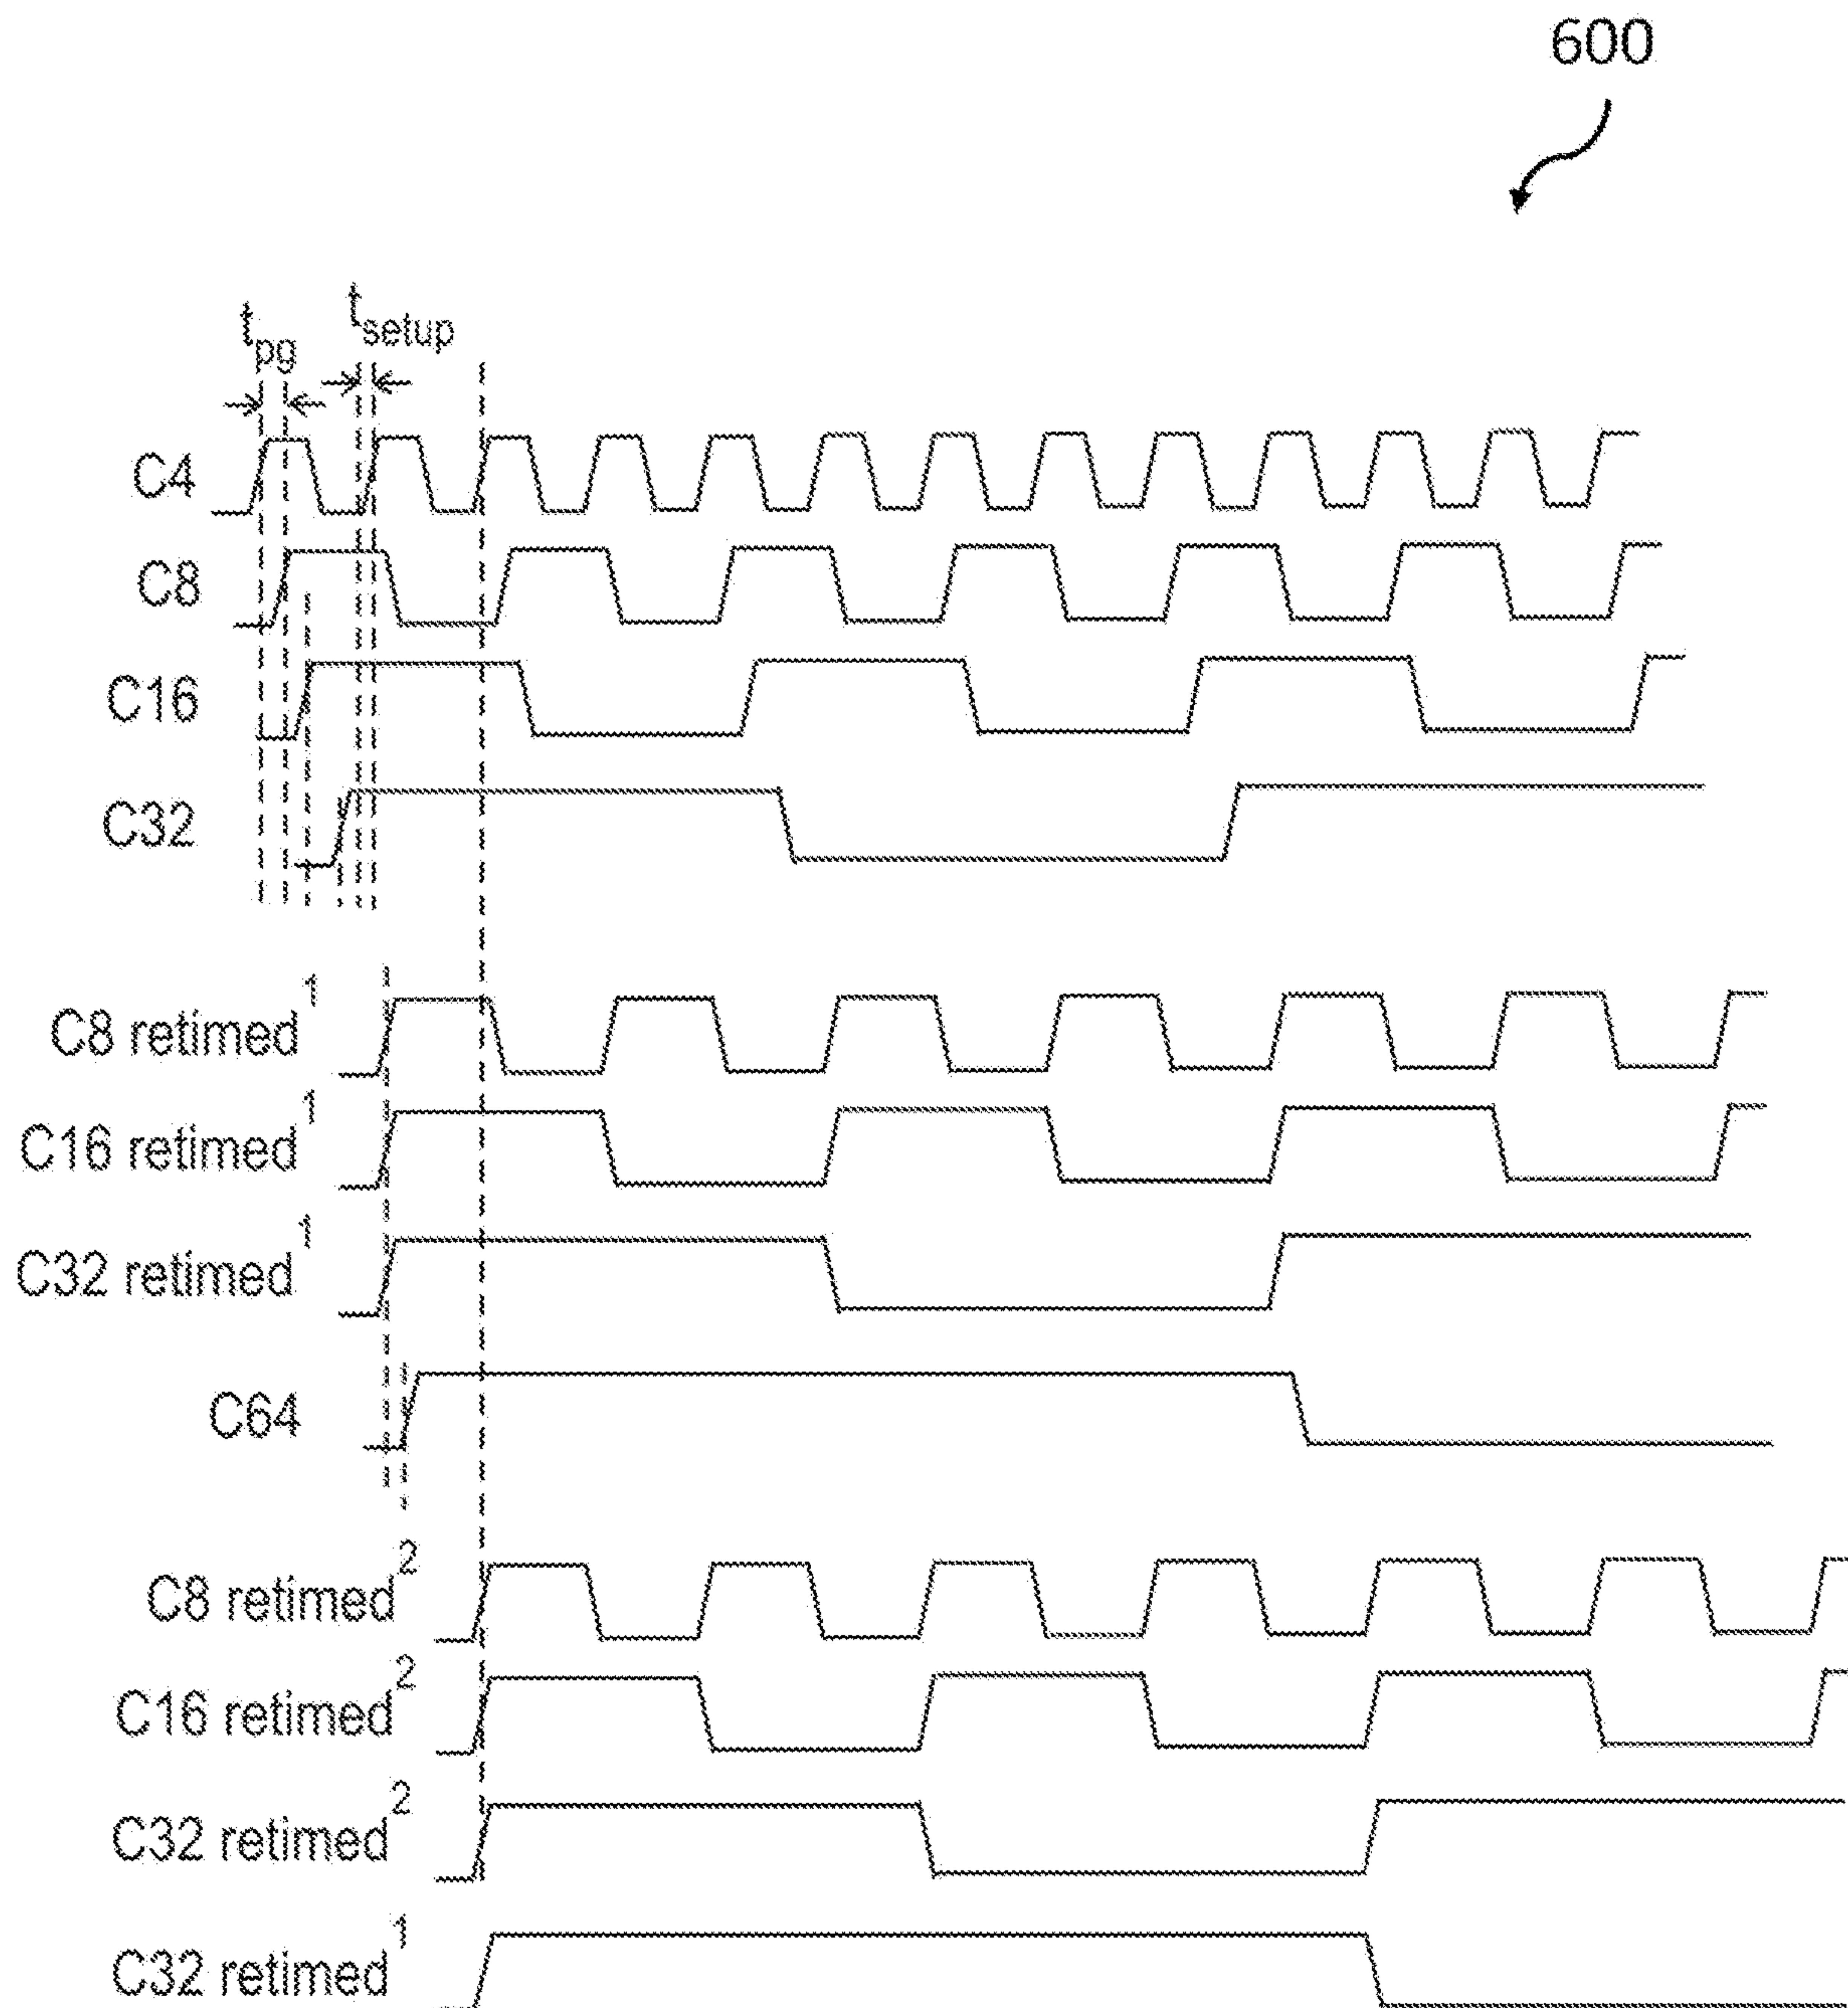 600
tpg
tsetup
C4
C8
C16
C32
C8 retimed1
C16 retimed1
C32 retimed1
C64
C8 retimed2
C16 retimed2
C32 retimed2
C32 retimed1